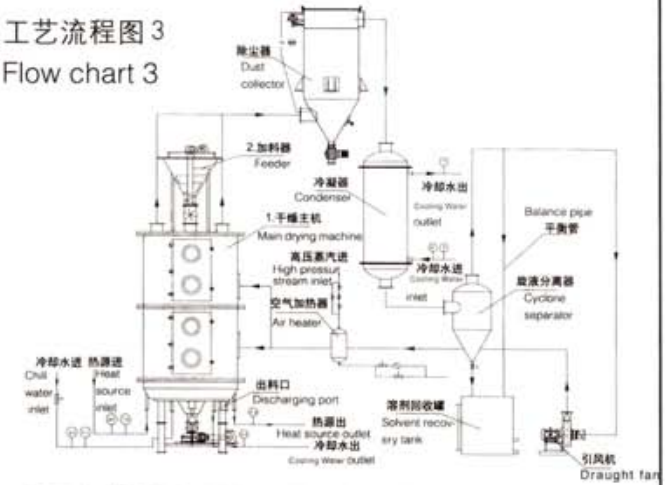 工艺流程图 3
Flow chart 3
除尘器
Dust
collector
2.加料器
Feeder
冷凝器
Condenser
冷却水出
Cooling Water
outlet
1.干燥主机
Main drying machine
高压蒸汽进
High pressur
stream inlet
冷却水进
Cooling Water
inlet
Balance pipe
平衡管
旋液分离器
Cyclone
separator
空气加热器
Air heater
冷却水进 热源进
Chill
water
inlet
Heat
source
inlet
出料口
Discharging port
热源出
Heat source outlet
冷却水出
Cooling Water outlet
溶剂回收罐
Solvent recov-
ery tank
引风机
Draught fan